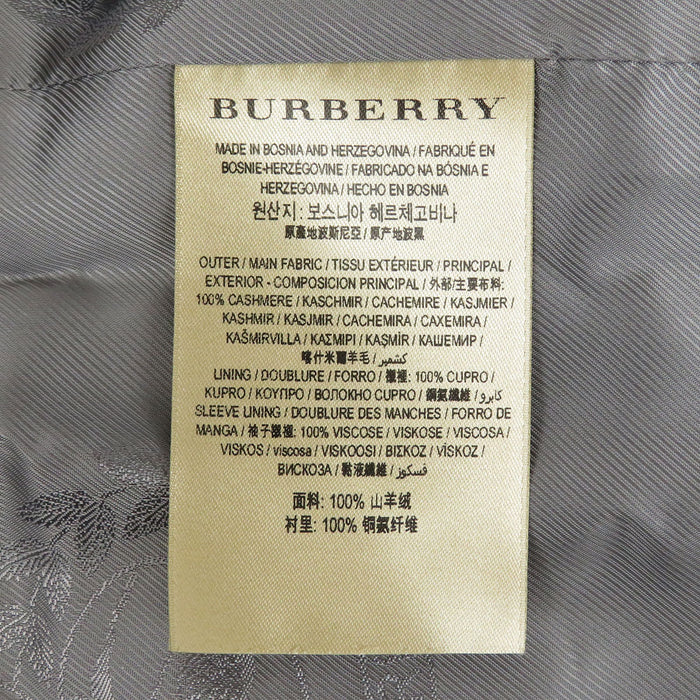 BURBERRY
MADE IN BOSNIA AND HERZEGOVINA / FABRIQUÉ EN
BOSNIE-HERZÉGOVINE / FABRICADO NA BÓSNIA E
HERZEGOVINA / HECHO EN BOSNIA
원산지 : 보스니아 헤르체고비나
原產地波斯尼亞 / 原产地波黑
OUTER / MAIN FABRIC / TISSU EXTÉRIEUR / PRINCIPAL /
EXTERIOR - COMPOSICION PRINCIPAL / 外部/主要布料:
100% CASHMERE / KASCHMIR / CACHEMIRE / KASJMIER /
KASHMIR / KASJMIR / CACHEMIRA / CAXEMIRA /
KAŠMIRVILLA / ΚΑΣΜΙΡΙ / KAŞMİR / КАШЕМИР /
喀什米爾羊毛 / كشمير /
LINING / DOUBLURE / FORRO / 襯裡: 100% CUPRO /
KUPRO / ΚΟΥΠΡΟ / ВОЛОКНО CUPRO / 銅氨纖維 / كابرو /
SLEEVE LINING / DOUBLURE DES MANCHES / FORRO DE
MANGA / 袖子襯裡: 100% VISCOSE / VISKOSE / VISCOSA /
VISKOS / viscosa / VISKOOSI / ΒΙΣΚΟΖ / VİSKOZ /
ВИСКОЗА / 黏液纖維 / فسكوز /
面料: 100% 山羊绒
衬里: 100% 铜氨纤维